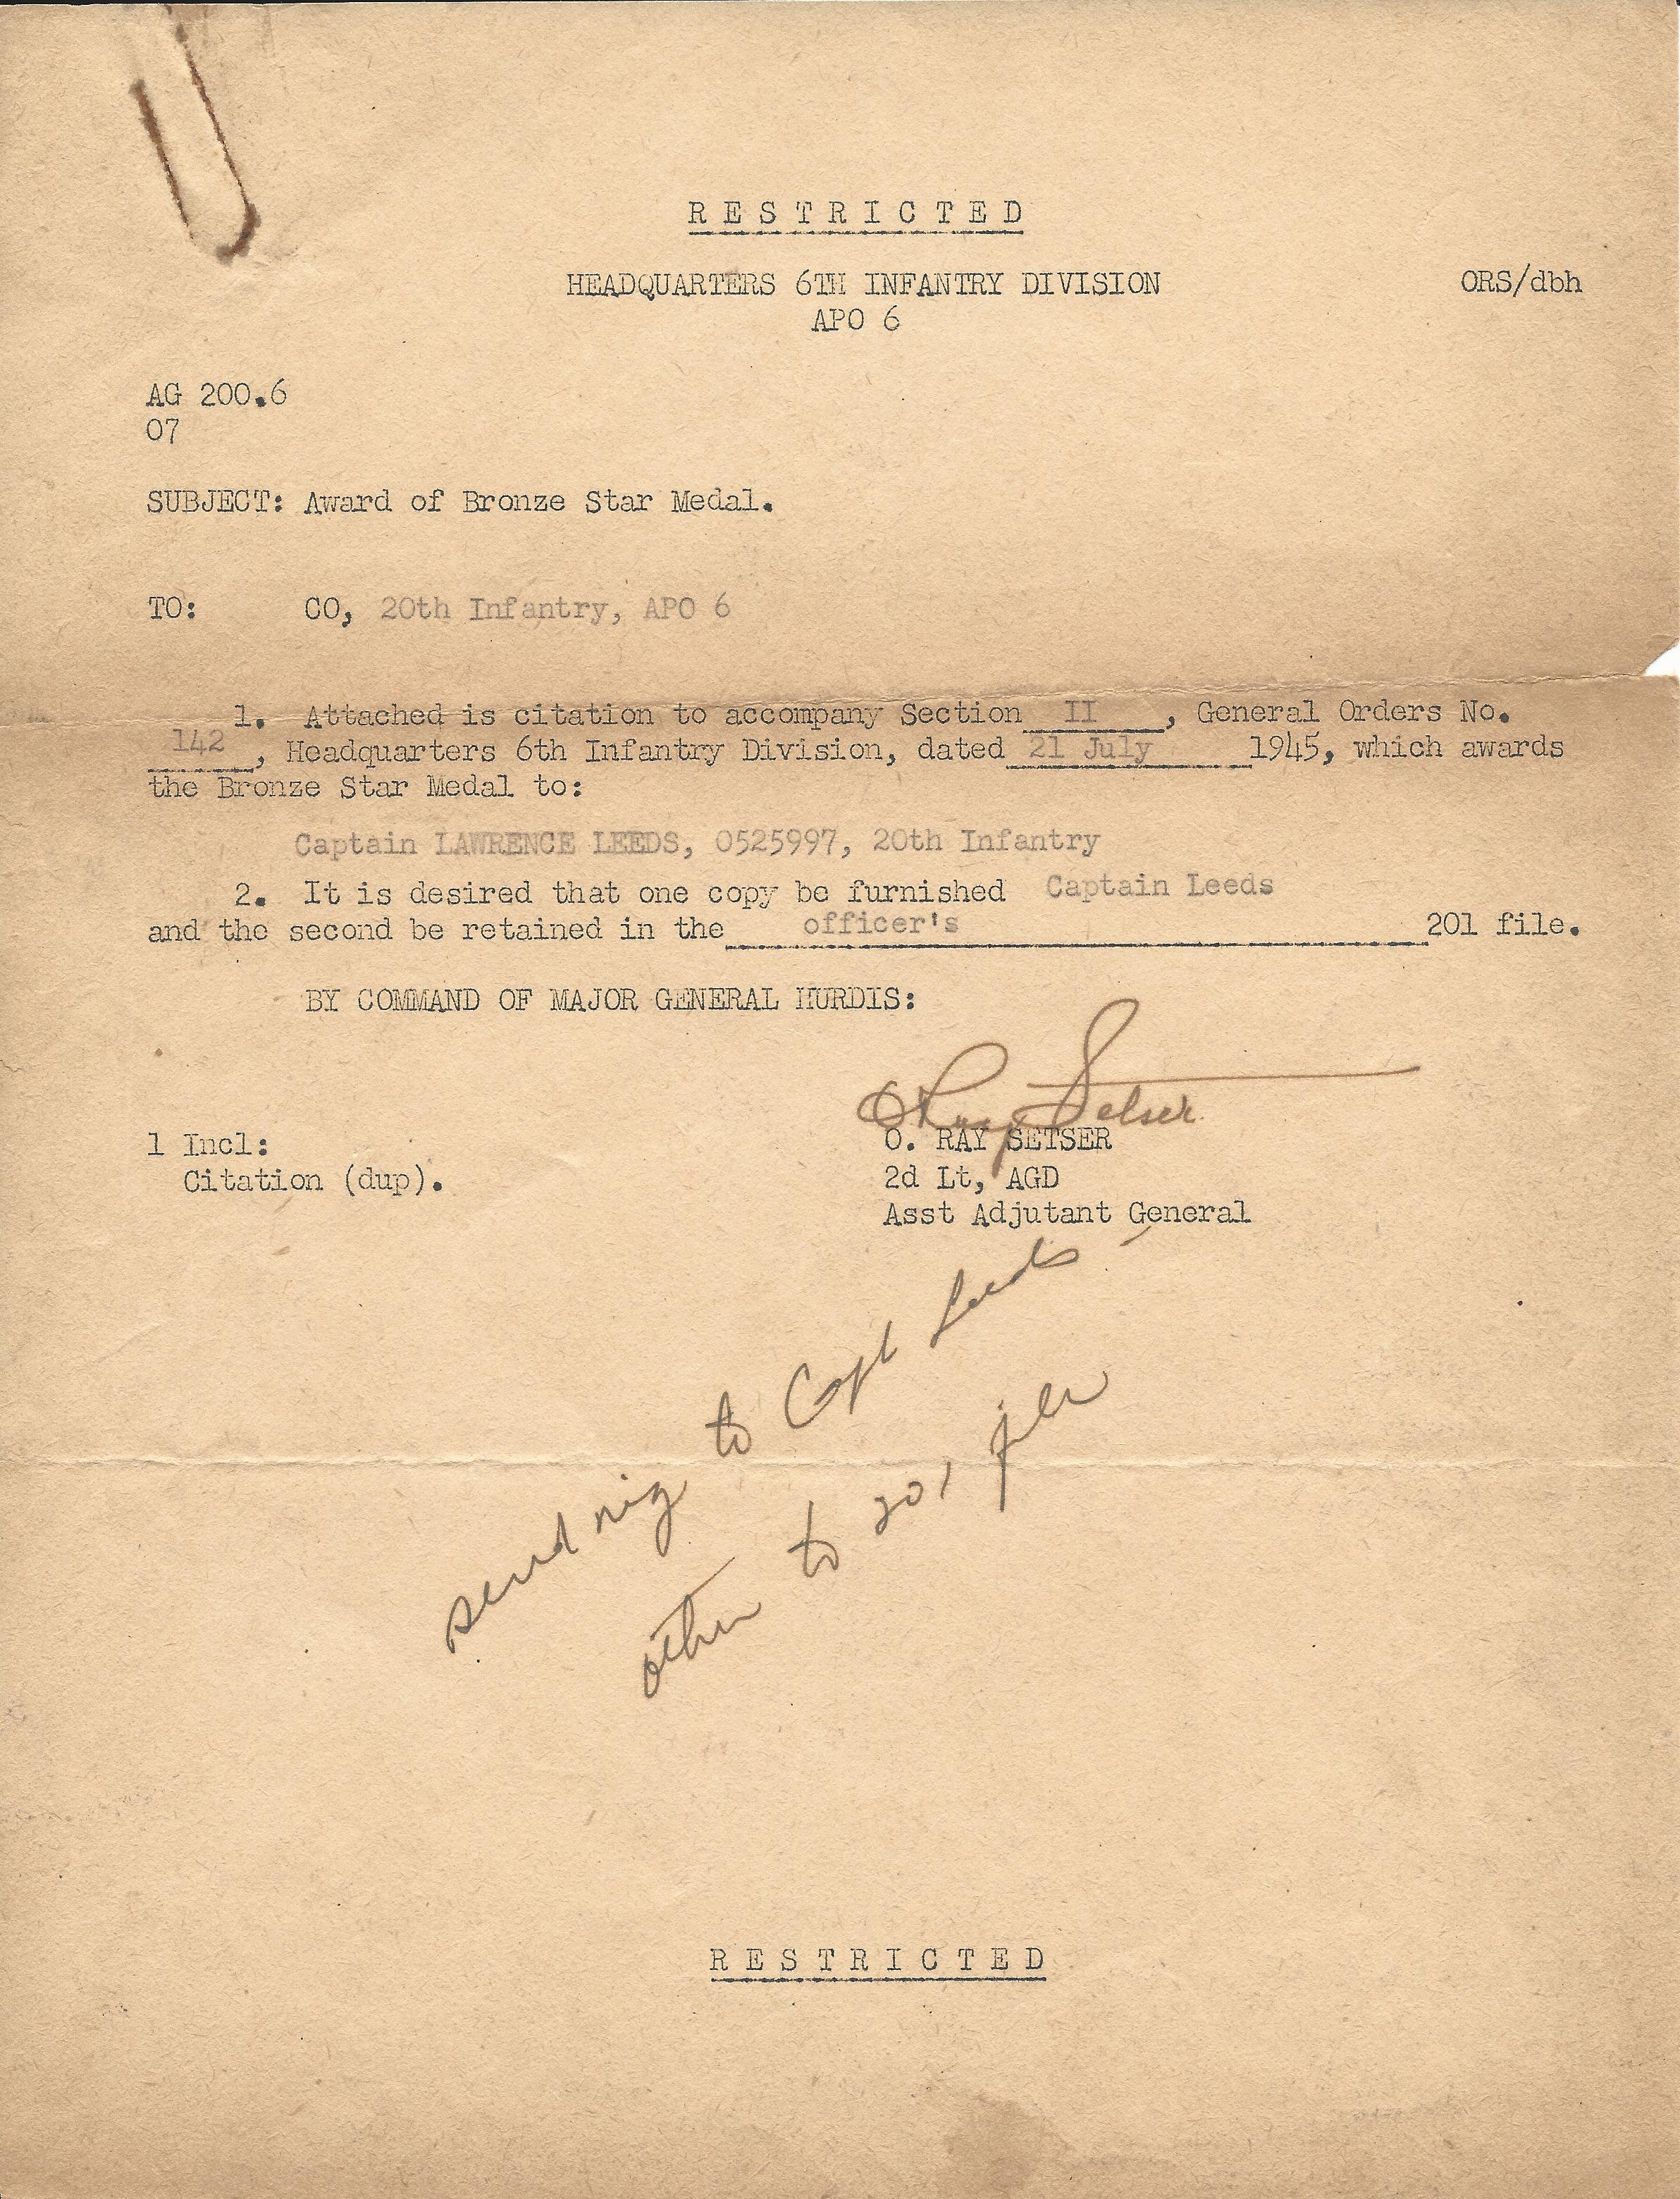 R E S T R I C T E D
HEADQUARTERS 6TH INFANTRY DIVISION ORS/dbh
APO 6
AG 200.6
07
SUBJECT: Award of Bronze Star Medal.
TO: CO, 20th Infantry, APO 6
1. Attached is citation to accompany Section II, General Orders No.
142, Headquarters 6th Infantry Division, dated 21 July 1945, which awards
the Bronze Star Medal to:
Captain LAWRENCE LEEDS, 0525997, 20th Infantry
2. It is desired that one copy be furnished Captain Leeds
and the second be retained in the officer's 201 file.
BY COMMAND OF MAJOR GENERAL HURDIS:
O Ray Setser
1 Incl: O. RAY SETSER
Citation (dup). 2d Lt, AGD
Asst Adjutant General
send to Capt Leeds
other to 201 file
R E S T R I C T E D